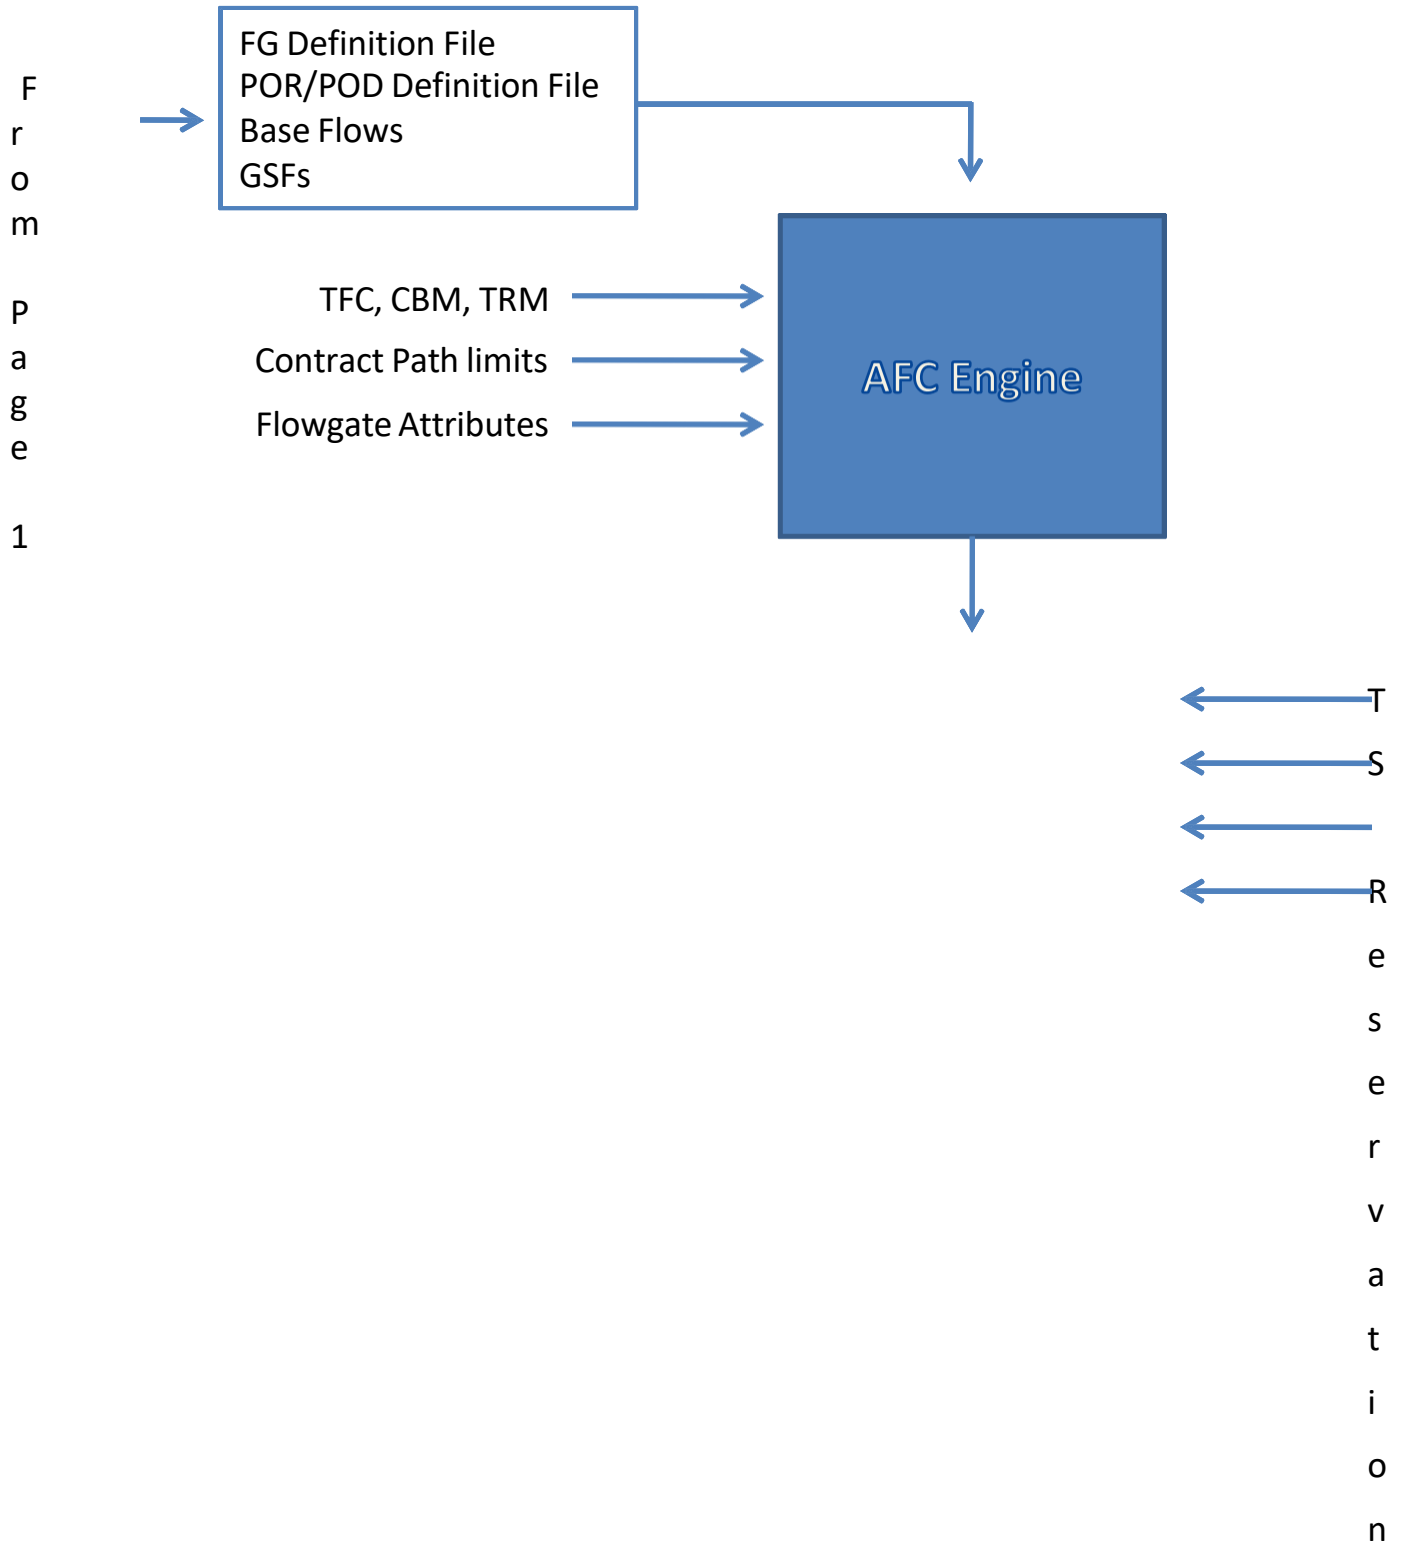 From Page 1
FG Definition File
POR/POD Definition File
Base Flows
GSFs
TFC, CBM, TRM
Contract Path limits
Flowgate Attributes
AFC Engine
TS Reservation